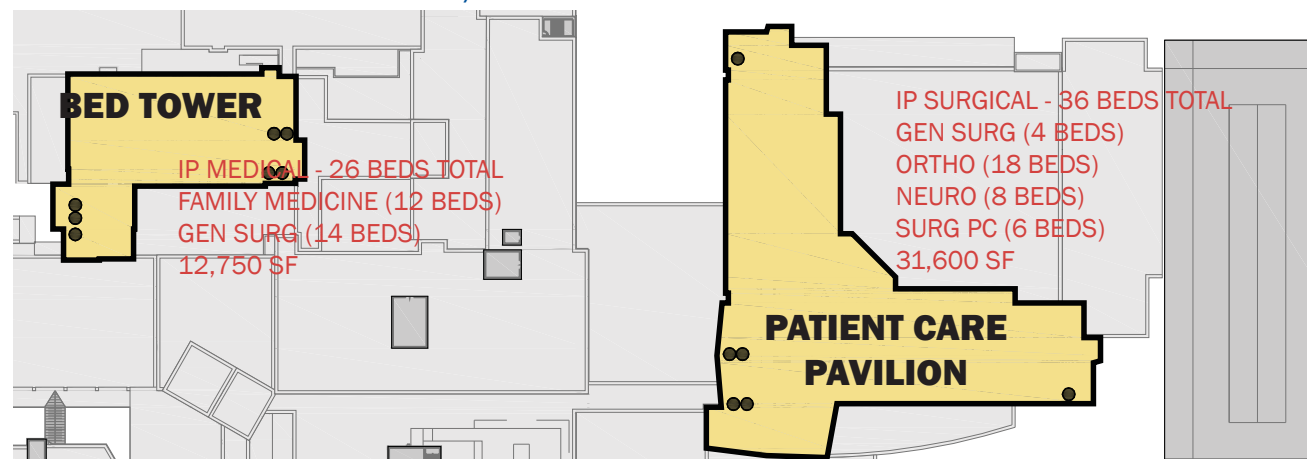 BED TOWER
IP MEDICAL - 26 BEDS TOTAL
FAMILY MEDICINE (12 BEDS)
GEN SURG (14 BEDS)
12,750 SF
IP SURGICAL - 36 BEDS TOTAL
GEN SURG (4 BEDS)
ORTHO (18 BEDS)
NEURO (8 BEDS)
SURG PC (6 BEDS)
31,600 SF
PATIENT CARE
PAVILION